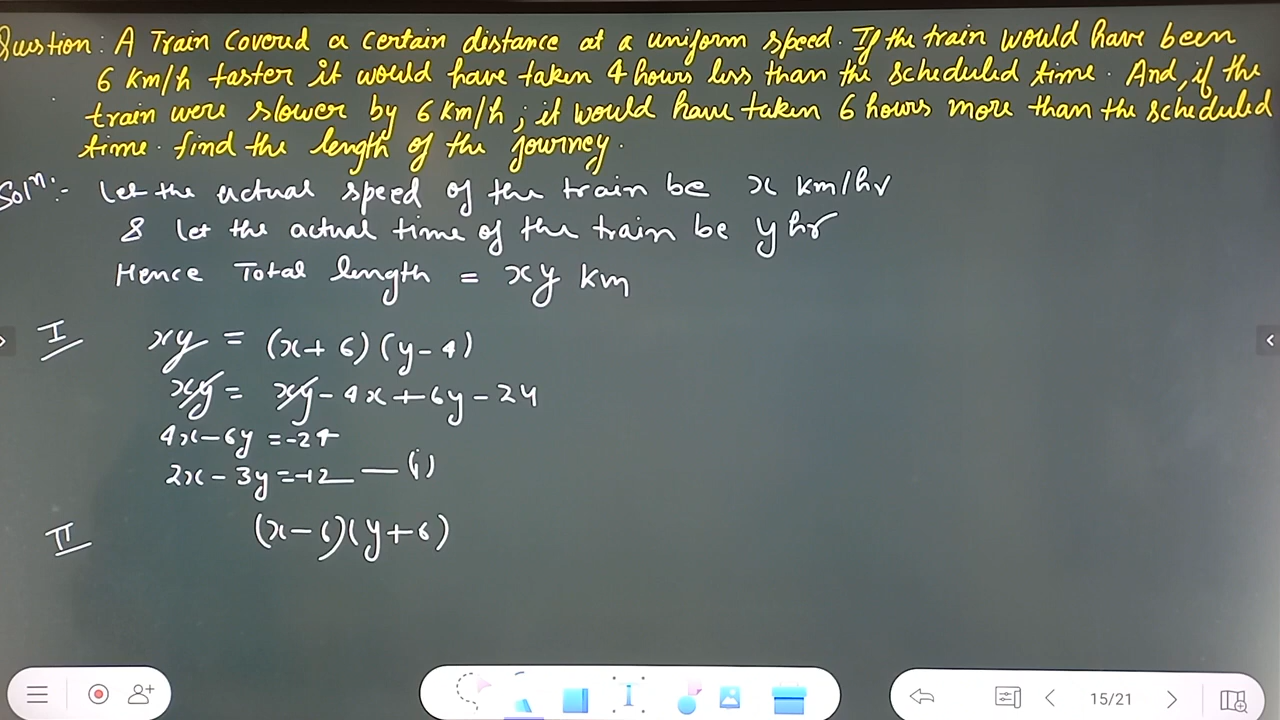 Question: A Train Covered a certain distance at a uniform speed. If the train would have been
6 Km/h faster it would have taken 4 hours less than the scheduled time. And, if the
train were slower by 6 Km/h; it would have taken 6 hours more than the scheduled
time. find the length of the journey.
Solⁿ:- Let the actual speed of the train be x km/hr
& let the actual time of the train be y hr
Hence Total length = xy km
I xy = (x+6)(y-4)
xy = xy - 4x + 6y - 24
4x-6y=-24
2x-3y=-12 — (i)
II (x-6)(y+6)
15/21